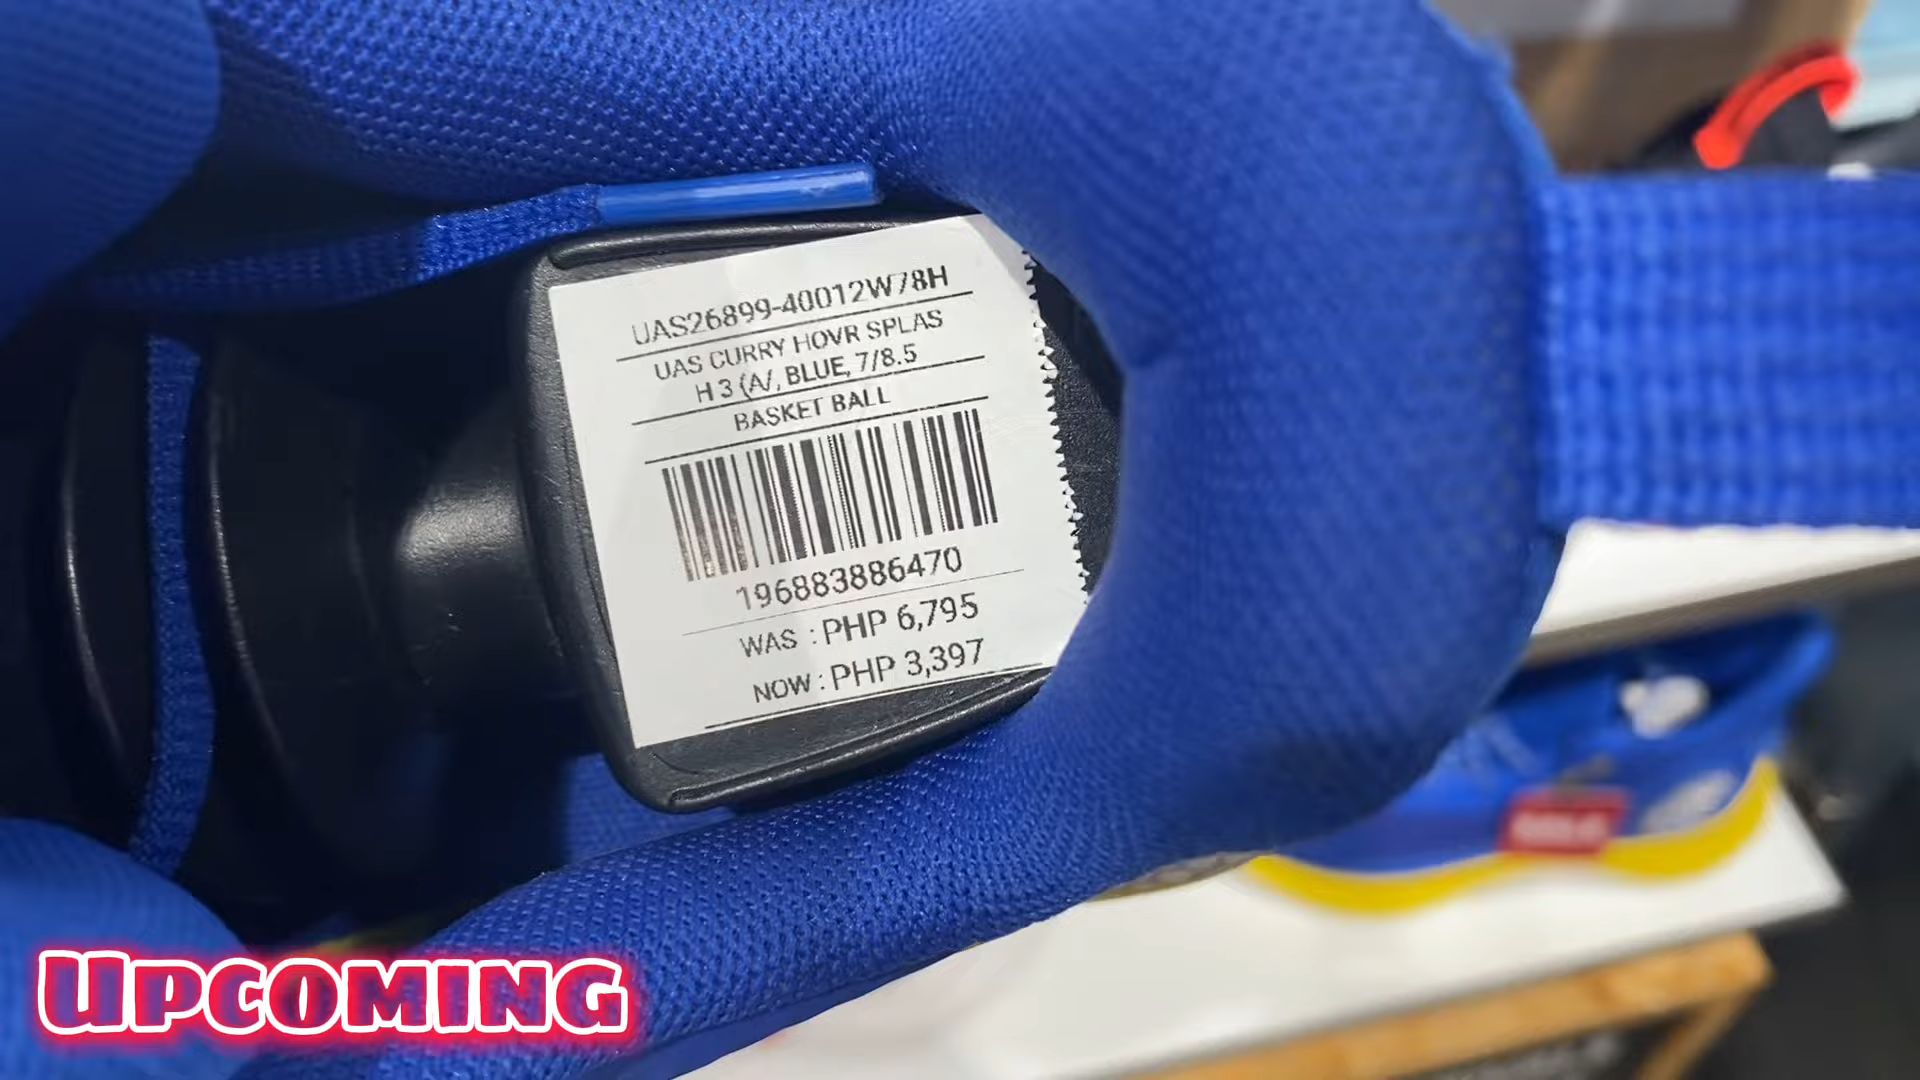 UAS26899-40012W78H
UAS CURRY HOVR SPLAS
H 3 (A/, BLUE, 7/8.5
BASKET BALL
196883886470
WAS : PHP 6,795
NOW : PHP 3,397
UPCOMING